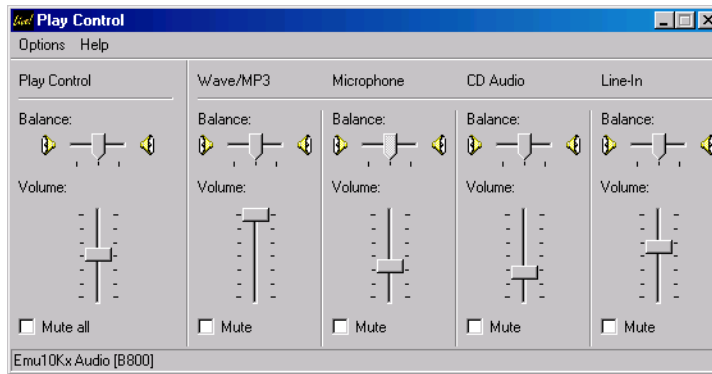 Live! Play Control
Options Help
Play Control Wave/MP3 Microphone CD Audio Line-In
Balance: Balance: Balance: Balance: Balance:
Volume: Volume: Volume: Volume: Volume:
Mute all Mute Mute Mute Mute
Emu10Kx Audio [B800]